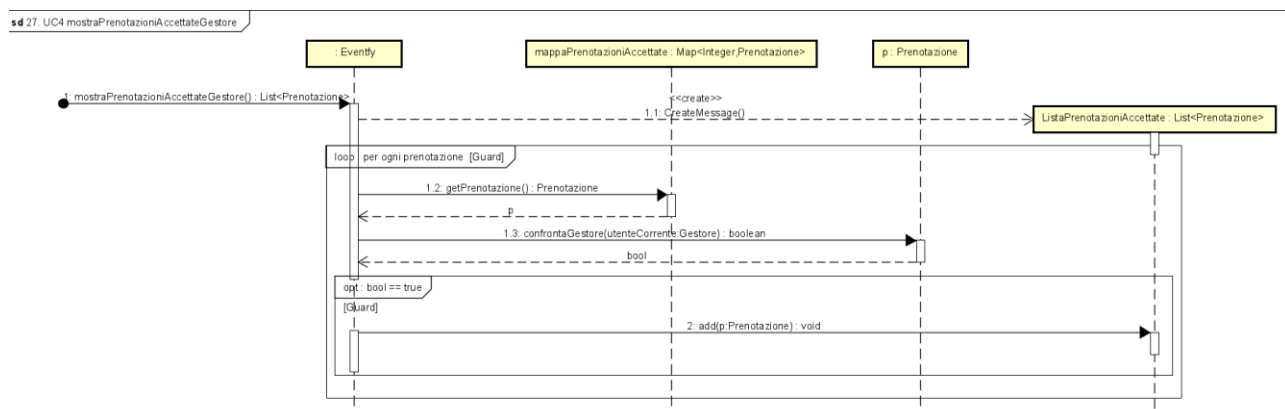 sd 27. UC4 mostraPrenotazioniAccettateGestore
: Eventfy
mappaPrenotazioniAccettate : Map<Integer,Prenotazione>
p : Prenotazione
1: mostraPrenotazioniAccettateGestore() : List<Prenotazione>
<<create>>
1.1: CreateMessage()
ListaPrenotazioniAccettate : List<Prenotazione>
loop : per ogni prenotazione [Guard]
1.2: getPrenotazione() : Prenotazione
p
1.3: confrontaGestore(utenteCorrente:Gestore) : boolean
bool
opt : bool == true
[Guard]
2: add(p:Prenotazione) : void